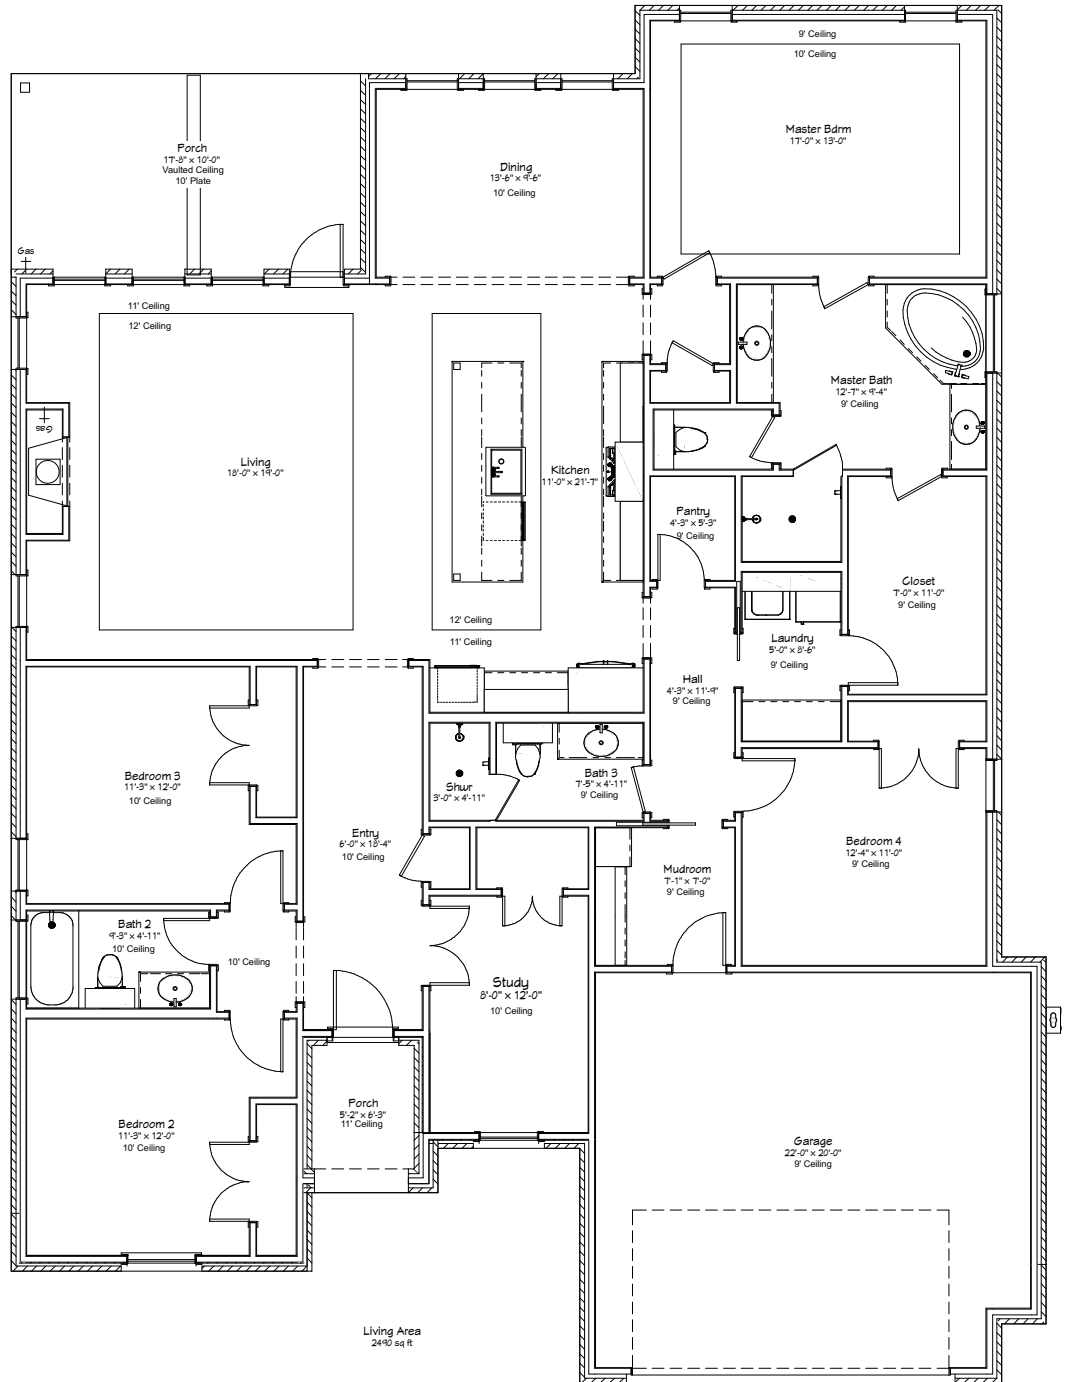 9' Ceiling
10' Ceiling
Master Bdrm
17'-0" x 13'-0"
Porch
17'-8" x 10'-0"
Vaulted Ceiling
10' Plate
Dining
13'-6" x 9'-6"
10' Ceiling
Gas
11' Ceiling
12' Ceiling
Master Bath
12'-7" x 9'-4"
9' Ceiling
Gas
Living
18'-0" x 19'-0"
Kitchen
11'-0" x 21'-7"
Pantry
4'-3" x 5'-3"
9' Ceiling
Closet
7'-0" x 11'-0"
9' Ceiling
12' Ceiling
11' Ceiling
Laundry
5'-0" x 8'-6"
9' Ceiling
Hall
4'-3" x 11'-9"
9' Ceiling
Bedroom 3
11'-3" x 12'-0"
10' Ceiling
Shwr
3'-0" x 4'-11"
Bath 3
7'-5" x 4'-11"
9' Ceiling
Entry
6'-0" x 18'-4"
10' Ceiling
Bedroom 4
12'-4" x 11'-0"
9' Ceiling
Mudroom
7'-1" x 7'-0"
9' Ceiling
Bath 2
9'-3" x 4'-11"
10' Ceiling
10' Ceiling
Study
8'-0" x 12'-0"
10' Ceiling
Porch
5'-2" x 6'-3"
11' Ceiling
Bedroom 2
11'-3" x 12'-0"
10' Ceiling
Garage
22'-0" x 20'-0"
9' Ceiling
Living Area
2490 sq ft